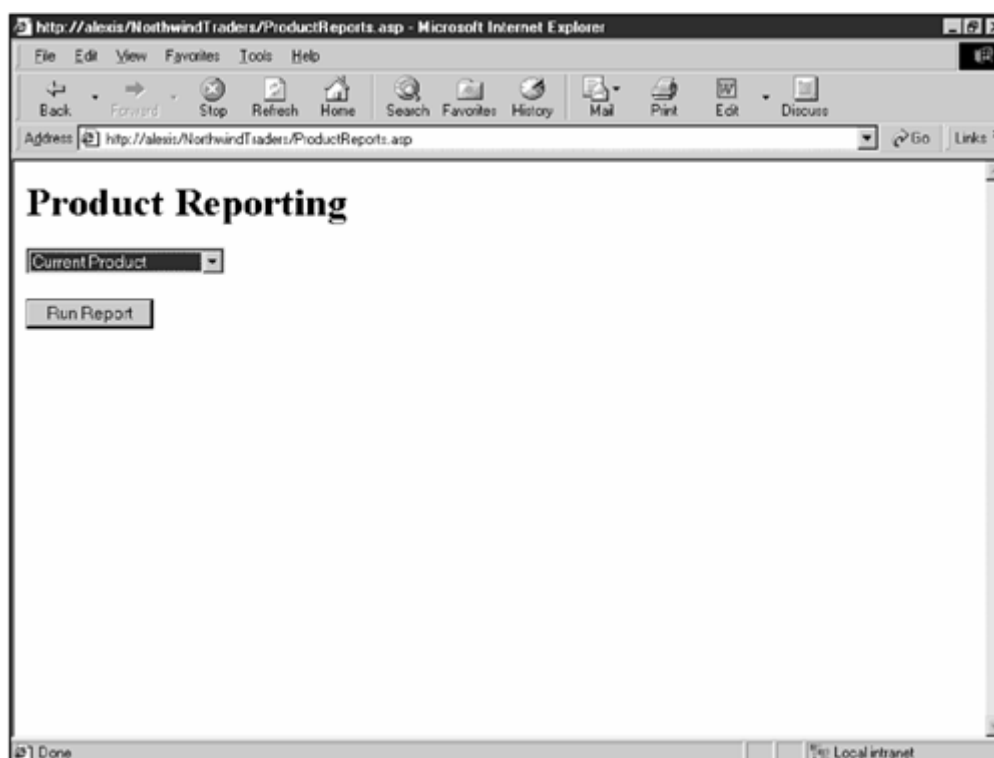 http://alexis/NorthwindTraders/ProductReports.asp - Microsoft Internet Explorer
File Edit View Favorites Tools Help
Back Forward Stop Refresh Home Search Favorites History Mail Print Edit Discuss
Address http://alexis/NorthwindTraders/ProductReports.asp Go Links
Product Reporting
Current Product
Run Report
Done Local intranet